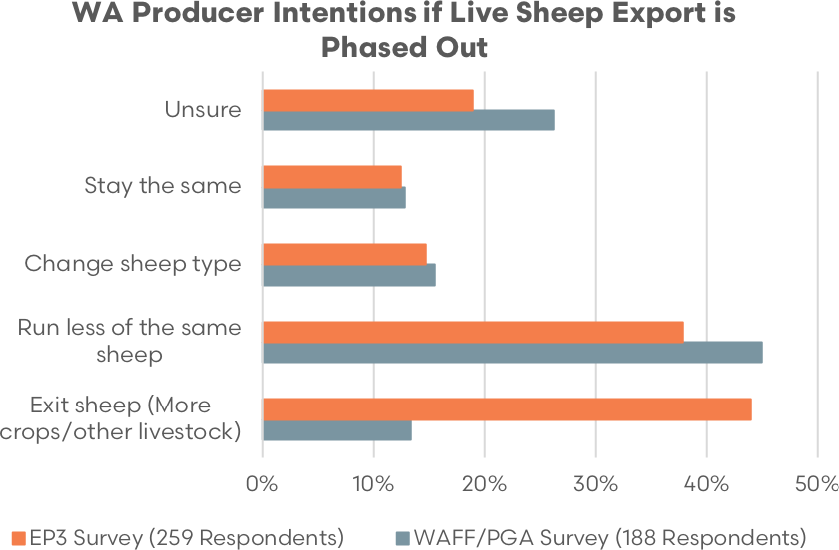 WA Producer Intentions if Live Sheep Export is
Phased Out
Unsure
Stay the same
Change sheep type
Run less of the same
sheep
Exit sheep (More
crops/other livestock)
0% 10% 20% 30% 40% 50%
EP3 Survey (259 Respondents) WAFF/PGA Survey (188 Respondents)